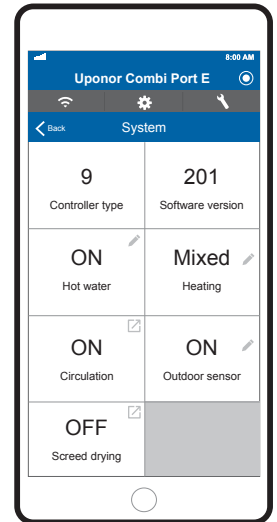 8:00 AM
Uponor Combi Port E
Back System
9 201
Controller type Software version
ON Mixed
Hot water Heating
ON ON
Circulation Outdoor sensor
OFF
Screed drying